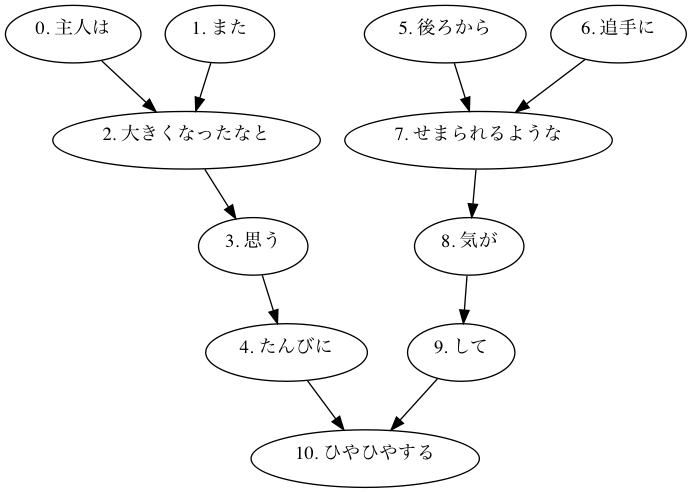 0. 主人は
1. また
5. 後ろから
6. 追手に
2. 大きくなったなと
7. せまられるような
3. 思う
8. 気が
4. たんびに
9. して
10. ひやひやする